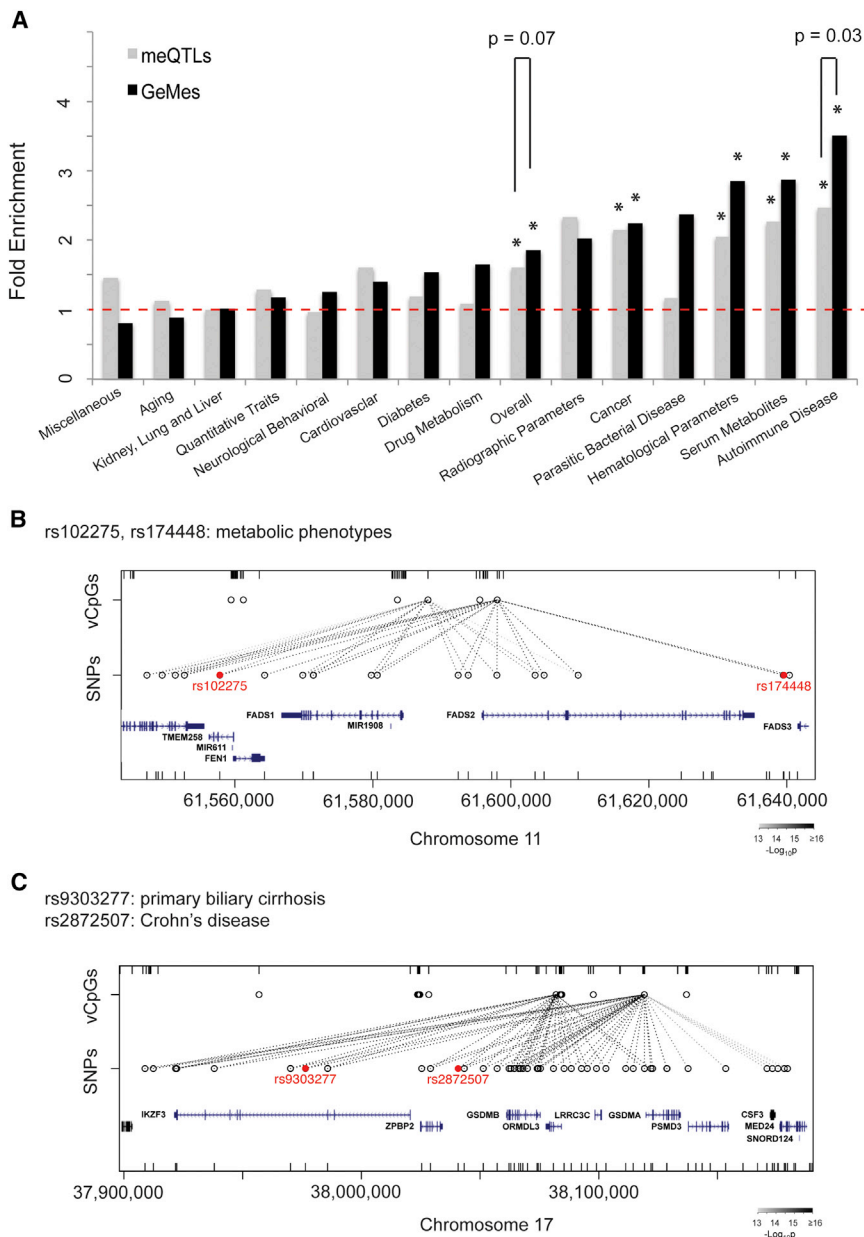 A
p = 0.07
p = 0.03
meQTLs
GeMes
Fold Enrichment
0
1
2
3
4
* * * * * * * * * *
Miscellaneous
Aging
Kidney, Lung and Liver
Quantitative Traits
Neurological Behavioral
Cardiovasclar
Diabetes
Drug Metabolism
Overall
Radiographic Parameters
Cancer
Parasitic Bacterial Disease
Hematological Parameters
Serum Metabolites
Autoimmune Disease
B
rs102275, rs174448: metabolic phenotypes
vCpGs
SNPs
rs102275
rs174448
FADS1
MIR1908
FADS2
FADS3
TMEM258
MIR611
FEN1
61,560,000 61,580,000 61,600,000 61,620,000 61,640,000
Chromosome 11
13 14 15 ≥16
-Log10p
C
rs9303277: primary biliary cirrhosis
rs2872507: Crohn's disease
vCpGs
SNPs
rs9303277
rs2872507
IKZF3
GSDMB
LRRC3C
GSDMA
CSF3
ZPBP2
ORMDL3
PSMD3
MED24
SNORD124
37,900,000 38,000,000 38,100,000
Chromosome 17
13 14 15 ≥16
-Log10p